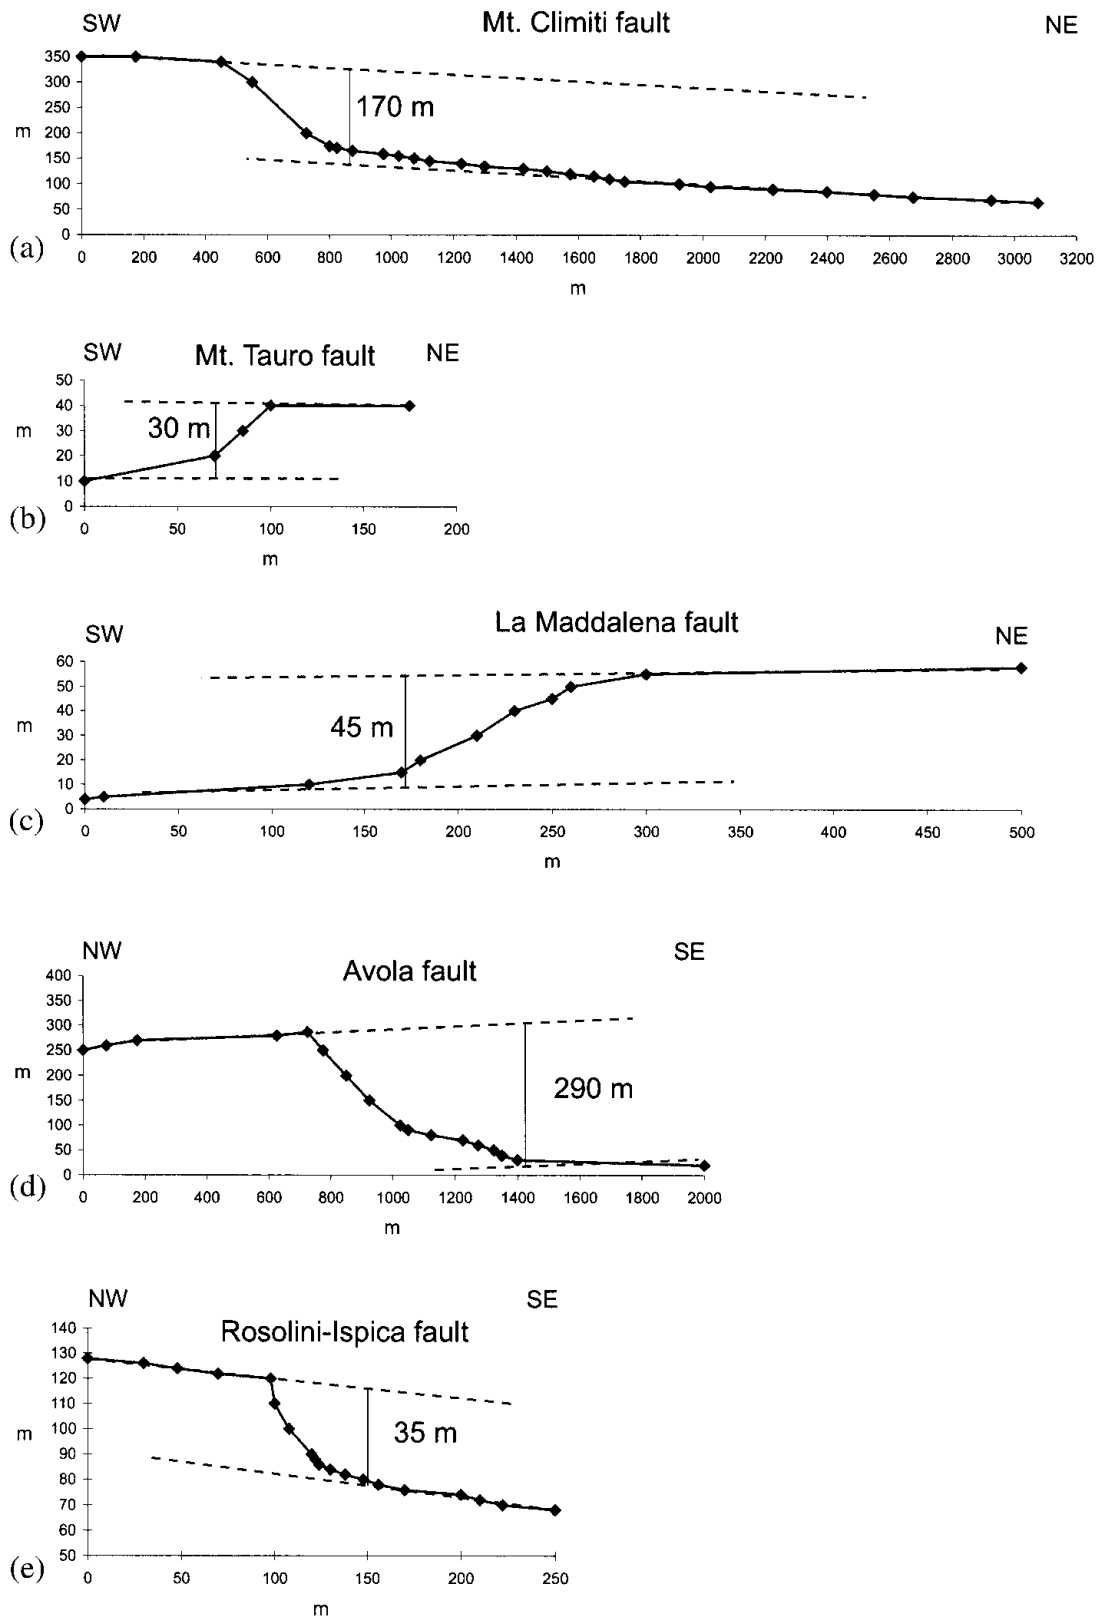 SW Mt. Climiti fault NE
350
300
250
m 200
150
100
50
0
170 m
(a)
0 200 400 600 800 1000 1200 1400 1600 1800 2000 2200 2400 2600 2800 3000 3200
m
SW Mt. Tauro fault NE
50
40
m 30
20
10
0
30 m
(b)
0 50 100 150 200
m
La Maddalena fault
SW NE
60
50
40
m 30
20
10
0
45 m
(c)
0 50 100 150 200 250 300 350 400 450 500
m
NW SE
Avola fault
400
350
300
250
m 200
150
100
50
0
290 m
(d)
0 200 400 600 800 1000 1200 1400 1600 1800 2000
m
NW SE
Rosolini-Ispica fault
140
130
120
110
m 100
90
80
70
60
50
35 m
(e)
0 50 100 150 200 250
m